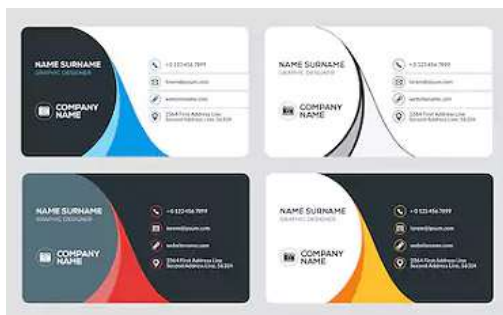 NAME SURNAME
GRAPHIC DESIGNER
COMPANY
NAME
+0 123 456 7899
lorem@ipsum.com
websitename.com
2564 First Address Line
Second Address Line, 56324
NAME SURNAME
GRAPHIC DESIGNER
COMPANY
NAME
+0 123 456 7899
lorem@ipsum.com
websitename.com
2564 First Address Line
Second Address Line, 56324
NAME SURNAME
GRAPHIC DESIGNER
COMPANY
NAME
+0 123 456 7899
lorem@ipsum.com
websitename.com
2564 First Address Line
Second Address Line, 56324
NAME SURNAME
GRAPHIC DESIGNER
COMPANY
NAME
+0 123 456 7899
lorem@ipsum.com
websitename.com
2564 First Address Line
Second Address Line, 56324